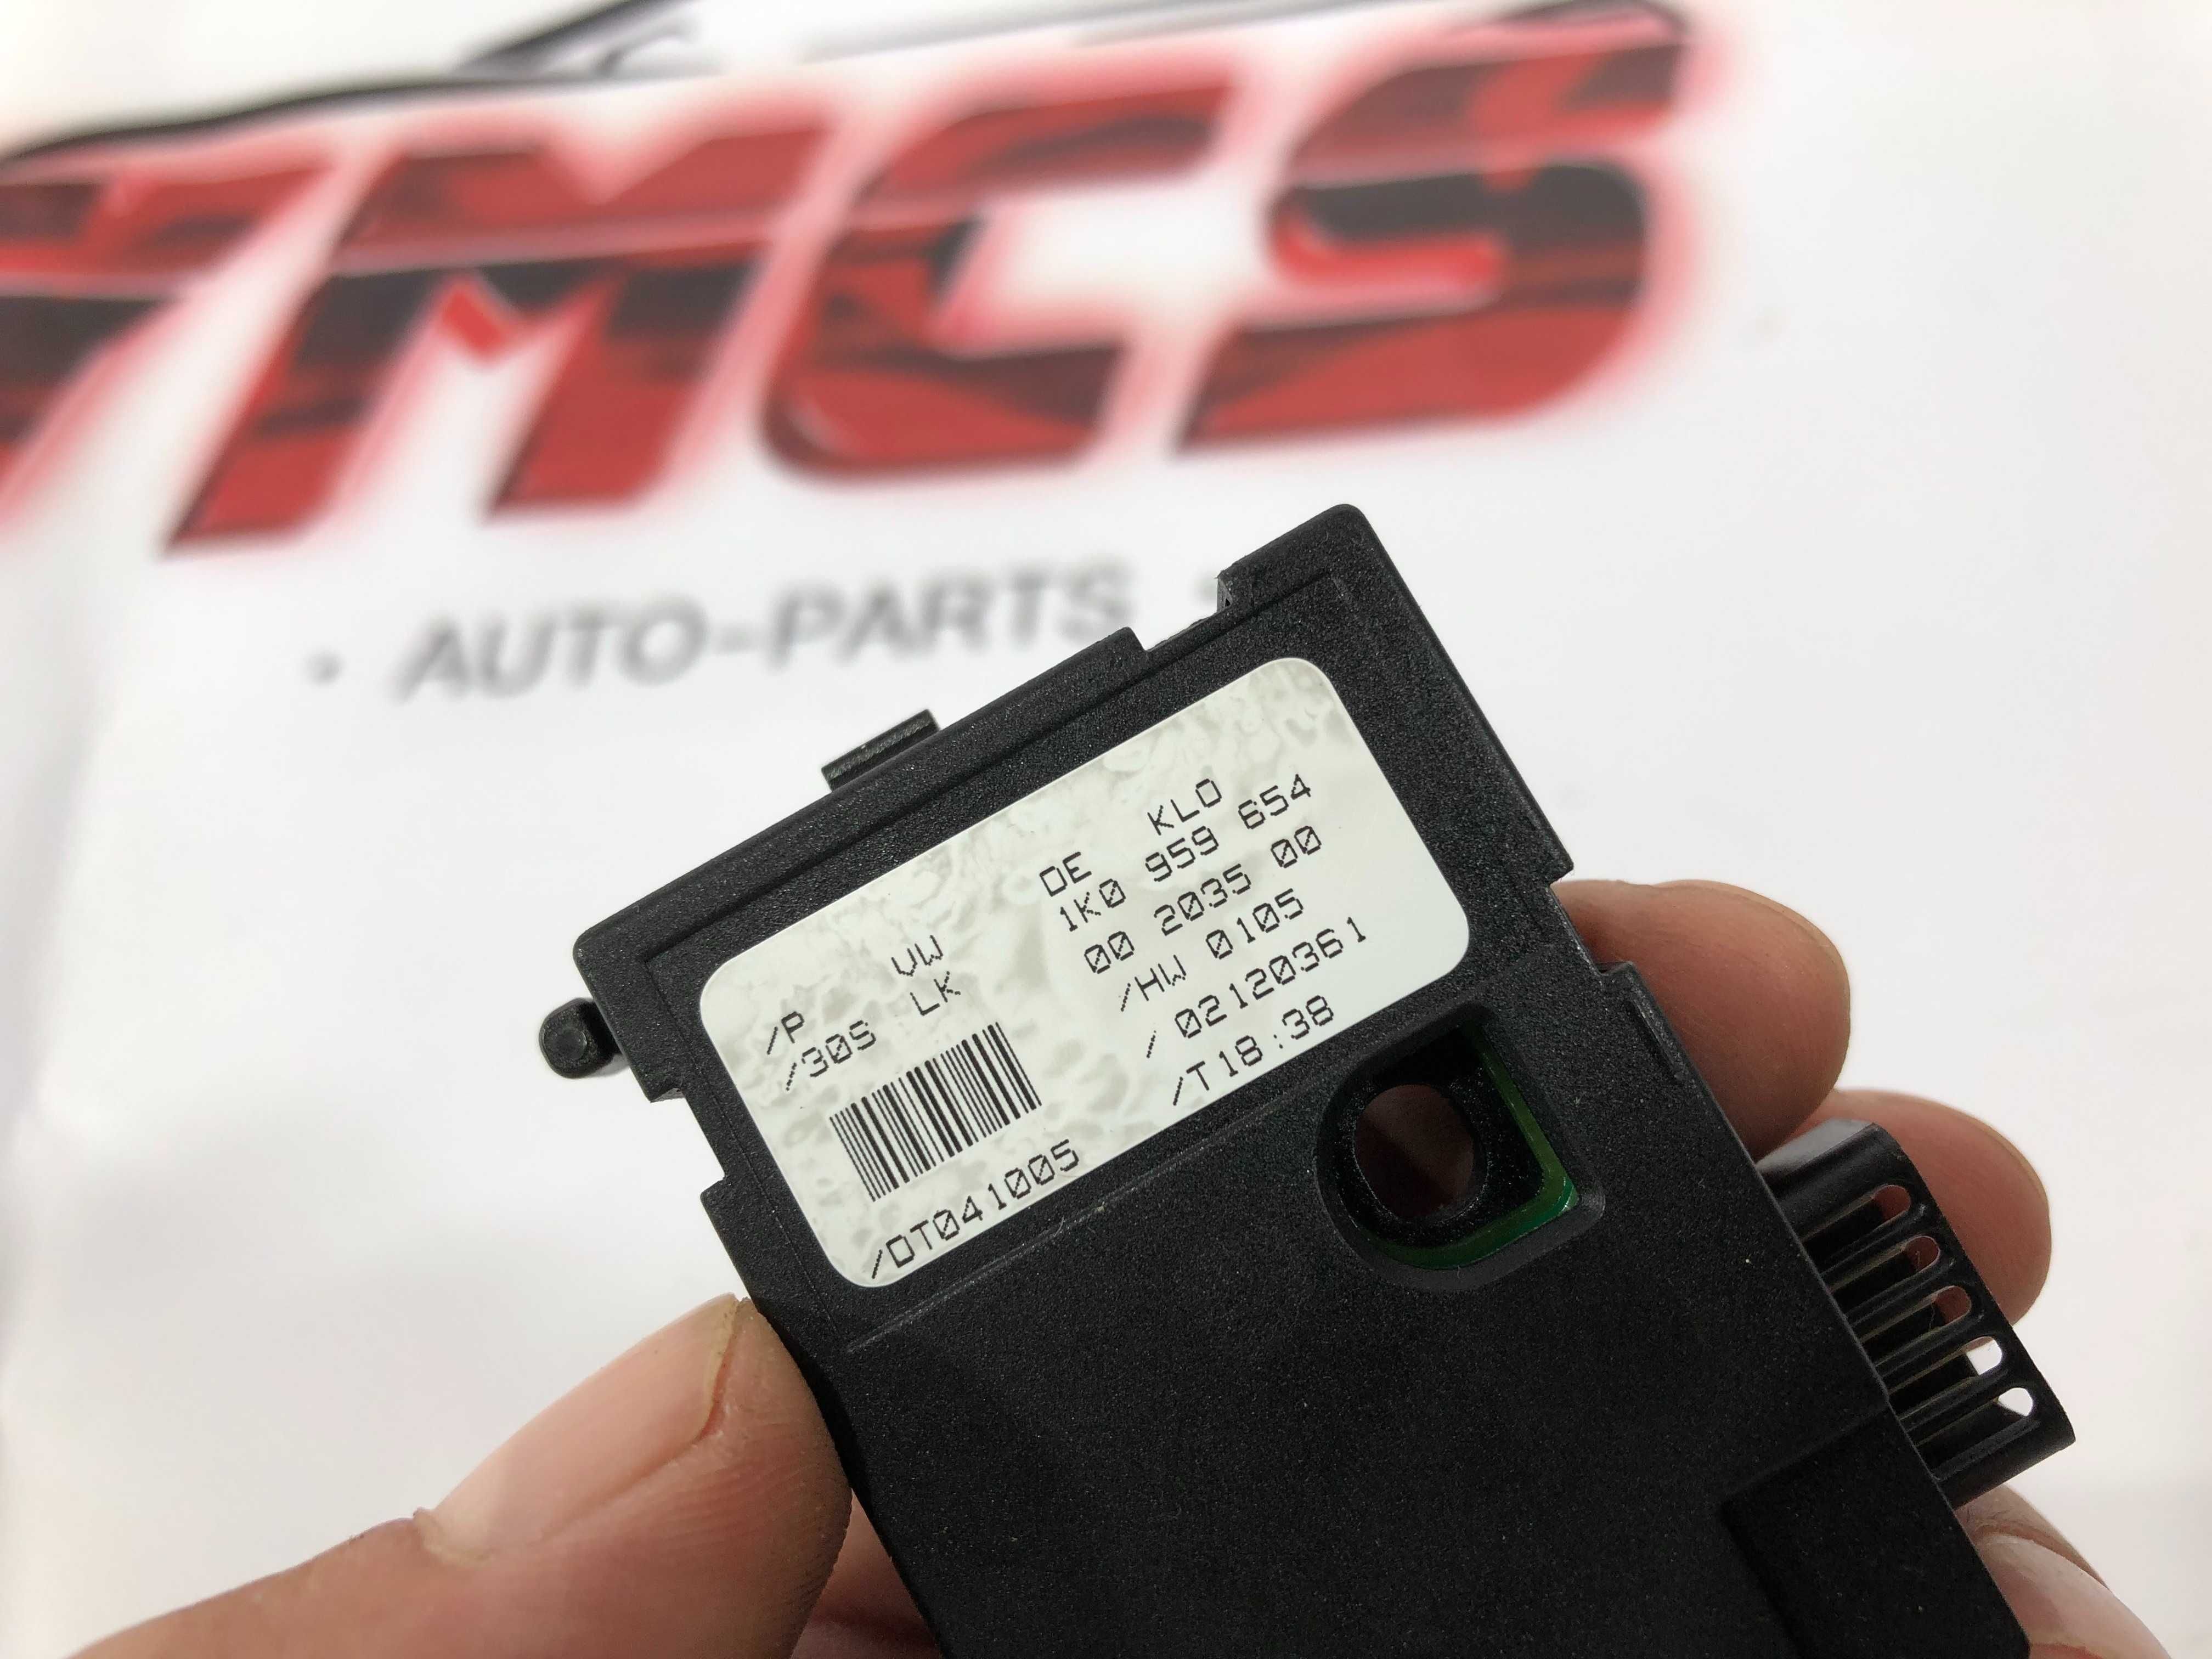 MCS
• AUTO-PARTS •
DE KLO
1K0 959 654
/P VW 00 2035 00
/30S LK /HW 0105
/ 02120361
/DT041005 /T18:38